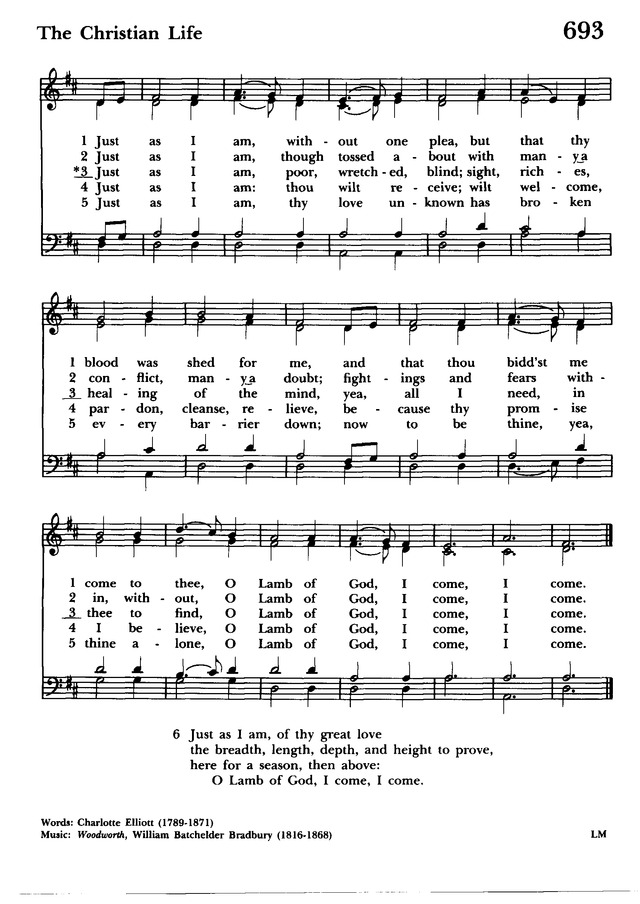 The Christian Life 693
1 Just as I am, with - out one plea, but that thy
2 Just as I am, though tossed a - bout with man - ya
*3 Just as I am, poor, wretch - ed, blind; sight, rich - es,
4 Just as I am: thou wilt re - ceive; wilt wel - come,
5 Just as I am, thy love un - known has bro - ken
1 blood was shed for me, and that thou bidd'st me
2 con - flict, man - ya doubt; fight - ings and fears with -
3 heal - ing of the mind, yea, all I need, in
4 par - don, cleanse, re - lieve, be - cause thy prom - ise
5 ev - ery bar - rier down; now to be thine, yea,
1 come to thee, O Lamb of God, I come, I come.
2 in, with - out, O Lamb of God, I come, I come.
3 thee to find, O Lamb of God, I come, I come.
4 I be - lieve, O Lamb of God, I come, I come.
5 thine a - lone, O Lamb of God, I come, I come.
6 Just as I am, of thy great love
the breadth, length, depth, and height to prove,
here for a season, then above:
O Lamb of God, I come, I come.
Words: Charlotte Elliott (1789-1871)
Music: Woodworth, William Batchelder Bradbury (1816-1868) LM